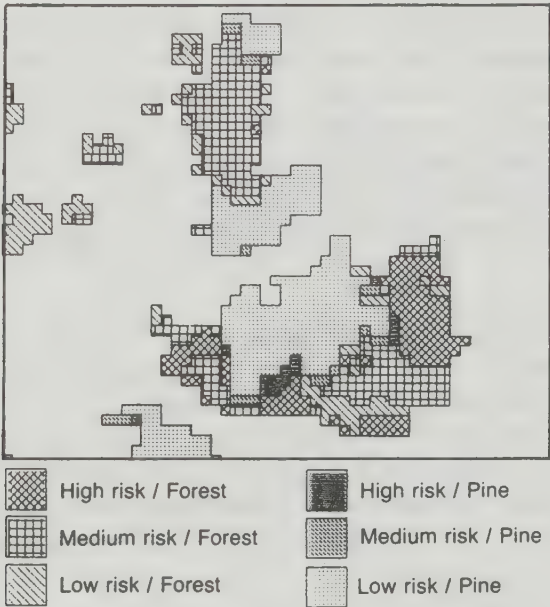 High risk / Forest
High risk / Pine
Medium risk / Forest
Medium risk / Pine
Low risk / Forest
Low risk / Pine